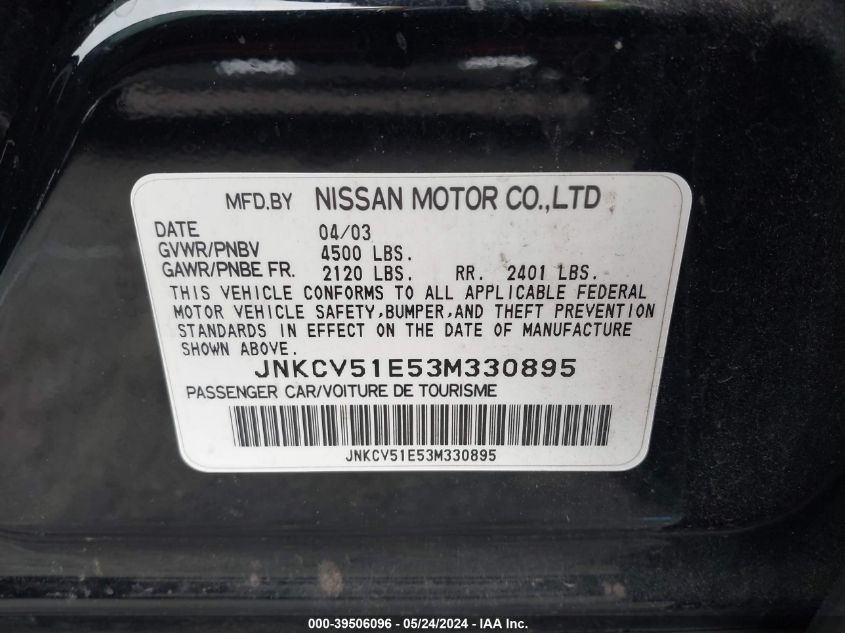 MFD.BY NISSAN MOTOR CO.,LTD
DATE 04/03
GVWR/PNBV 4500 LBS.
GAWR/PNBE FR. 2120 LBS. RR. 2401 LBS.
THIS VEHICLE CONFORMS TO ALL APPLICABLE FEDERAL
MOTOR VEHICLE SAFETY,BUMPER,AND THEFT PREVENTION
STANDARDS IN EFFECT ON THE DATE OF MANUFACTURE
SHOWN ABOVE.
JNKCV51E53M330895
PASSENGER CAR/VOITURE DE TOURISME
JNKCV51E53M330895
000-39506096 - 05/24/2024 - IAA Inc.